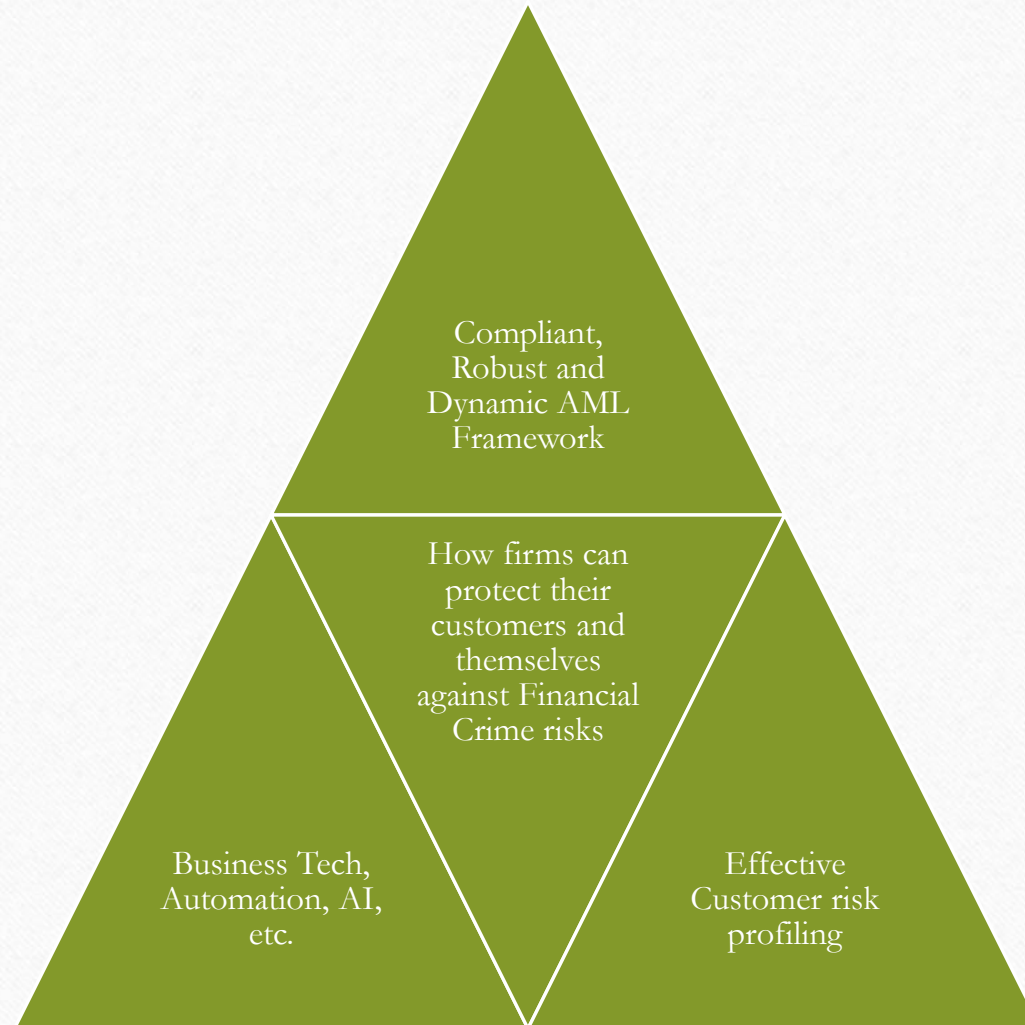 Compliant,
Robust and
Dynamic AML
Framework
How firms can
protect their
customers and
themselves
against Financial
Crime risks
Business Tech,
Automation, AI,
etc.
Effective
Customer risk
profiling